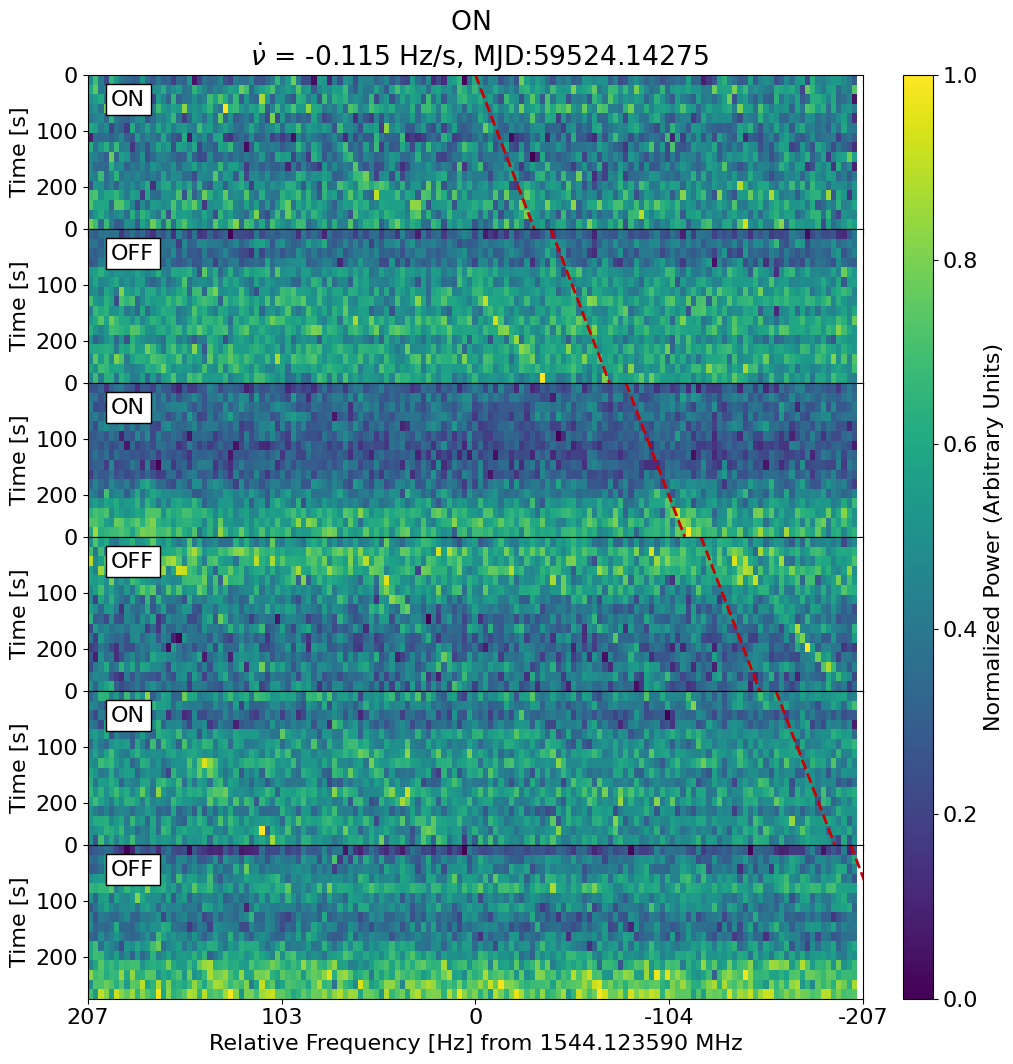 ON
ν̇ = -0.115 Hz/s, MJD:59524.14275
0
100
200
Time [s]
ON
0
100
200
Time [s]
OFF
0
100
200
Time [s]
ON
0
100
200
Time [s]
OFF
0
100
200
Time [s]
ON
0
100
200
Time [s]
OFF
207 103 0 -104 -207
Relative Frequency [Hz] from 1544.123590 MHz
1.0
0.8
0.6
0.4
0.2
0.0
Normalized Power (Arbitrary Units)